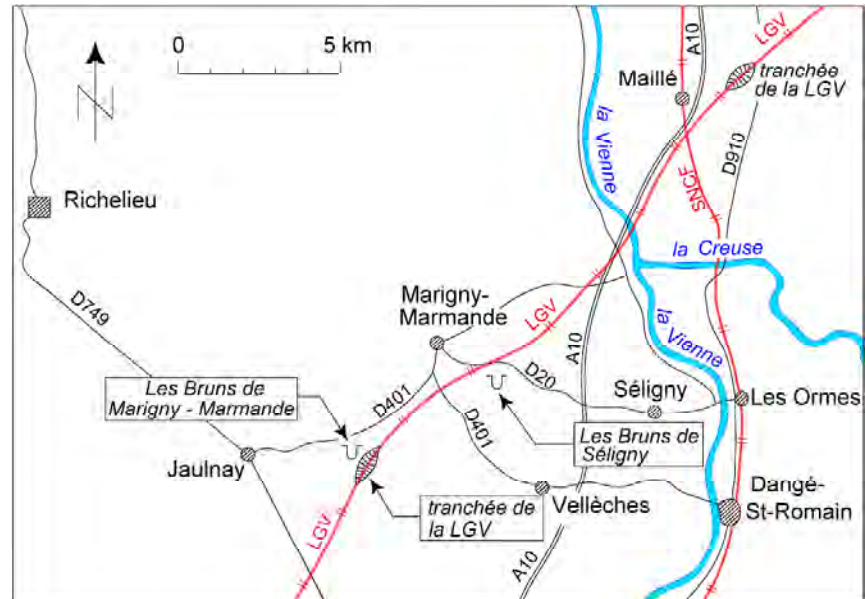 LGV
A10
0 5 km
Maillé
tranchée
de la LGV
N
la Vienne
D910
SNCF
Richelieu
la Creuse
Marigny-
Marmande
LGV
la Vienne
D749
A10
Les Bruns de
Marigny - Marmande
D401
D20
Séligny
Les Ormes
D401
Les Bruns de
Séligny
Jaulnay
Vellèches
Dangé-
St-Romain
tranchée de
la LGV
LGV
A10